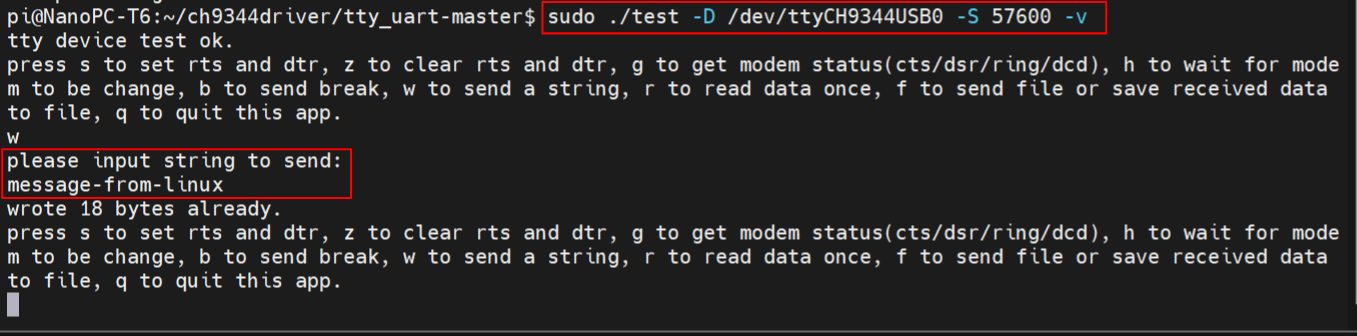 pi@NanoPC-T6:~/ch9344driver/tty_uart-master$ sudo ./test -D /dev/ttyCH9344USB0 -S 57600 -v
tty device test ok.
press s to set rts and dtr, z to clear rts and dtr, g to get modem status(cts/dsr/ring/dcd), h to wait for mode
m to be change, b to send break, w to send a string, r to read data once, f to send file or save received data
to file, q to quit this app.
w
please input string to send:
message-from-linux
wrote 18 bytes already.
press s to set rts and dtr, z to clear rts and dtr, g to get modem status(cts/dsr/ring/dcd), h to wait for mode
m to be change, b to send break, w to send a string, r to read data once, f to send file or save received data
to file, q to quit this app.